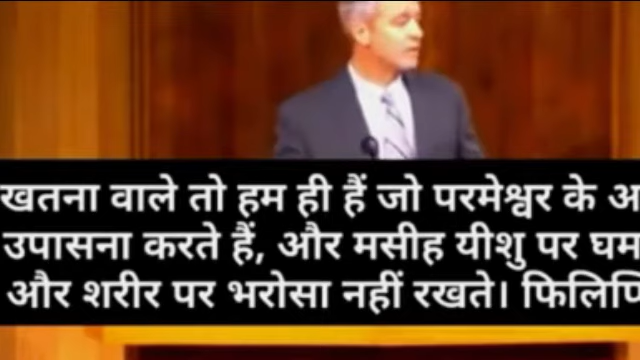 खतना वाले तो हम ही हैं जो परमेश्वर के
उपासना करते हैं, और मसीह यीशु पर
और शरीर पर भरोसा नहीं रखते।